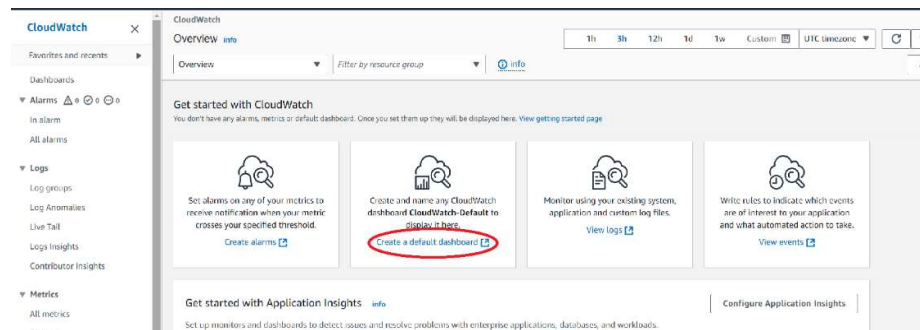 CloudWatch
Favorites and recents
Dashboards
Alarms 0 0 0
In alarm
All alarms
Logs
Log groups
Log Anomalies
Live Tail
Logs Insights
Contributor Insights
Metrics
All metrics
CloudWatch
Overview Info
1h 3h 12h 1d 1w Custom UTC timezone
Overview
Filter by resource group
Info
Get started with CloudWatch
You don't have any alarms, metrics or default dashboard. Once you set them up they will be displayed here. View getting started page
Set alarms on any of your metrics to
receive notification when your metric
crosses your specified threshold.
Create alarms
Create and name any CloudWatch
dashboard CloudWatch-Default to
display it here.
Create a default dashboard
Monitor using your existing system,
application and custom log files.
View logs
Write rules to indicate which events
are of interest to your application
and what automated action to take.
View events
Get started with Application Insights Info
Configure Application Insights
Set up monitors and dashboards to detect issues and resolve problems with enterprise applications, databases, and workloads.